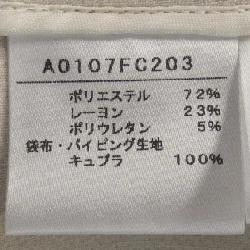 A0107FC203
ポリエステル 72%
レーヨン 23%
ポリウレタン 5%
袋布・パイピング生地
キュプラ 100%